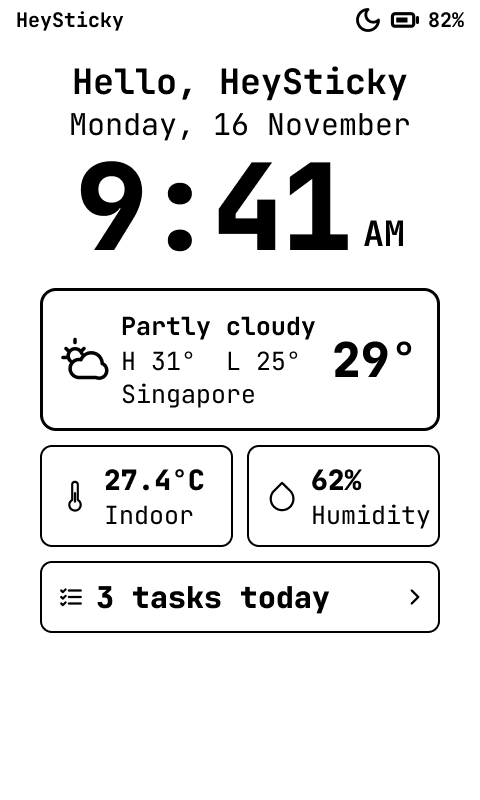 HeySticky
82%
Hello, HeySticky
Monday, 16 November
9:41 AM
Partly cloudy
H 31° L 25°
Singapore
29°
27.4°C
Indoor
62%
Humidity
3 tasks today